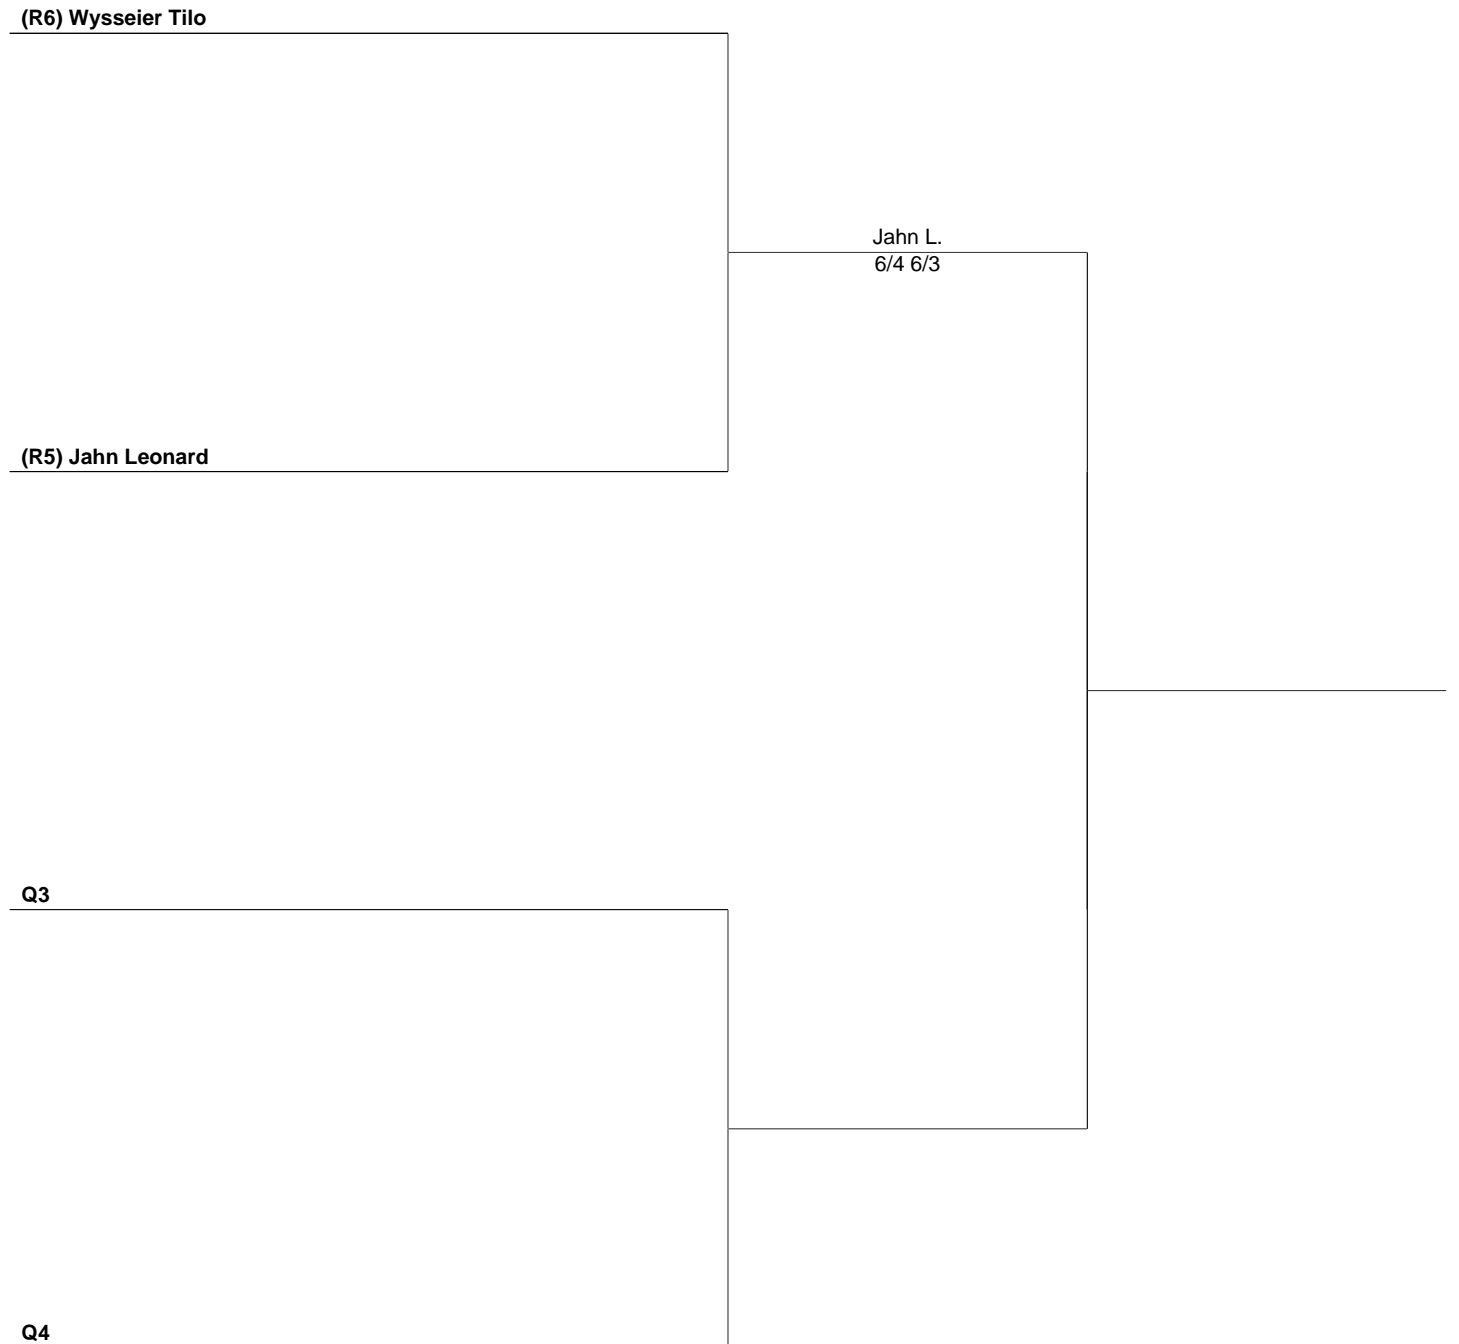 (R6) Wysseier Tilo
Jahn L.
6/4 6/3
(R5) Jahn Leonard
Q3
Q4